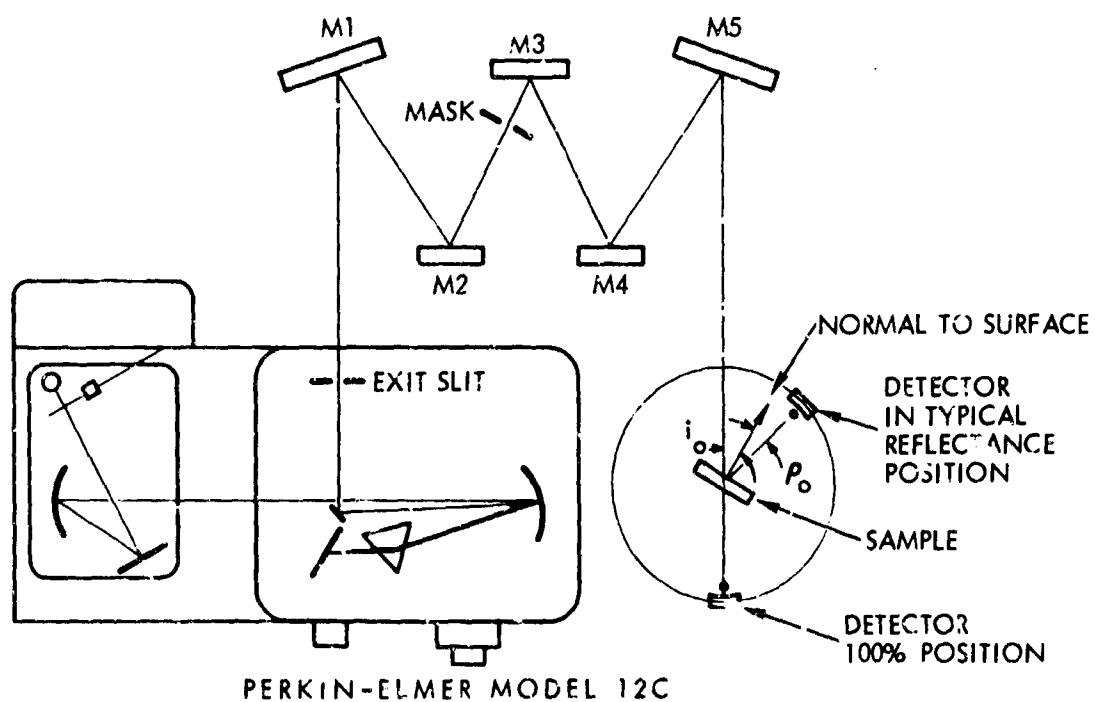 M1
M3
M5
MASK
M2
M4
NORMAL TO SURFACE
EXIT SLIT
DETECTOR
IN TYPICAL
REFLECTANCE
POSITION
i
o
ρ
o
SAMPLE
DETECTOR
100% POSITION
PERKIN-ELMER MODEL 12C